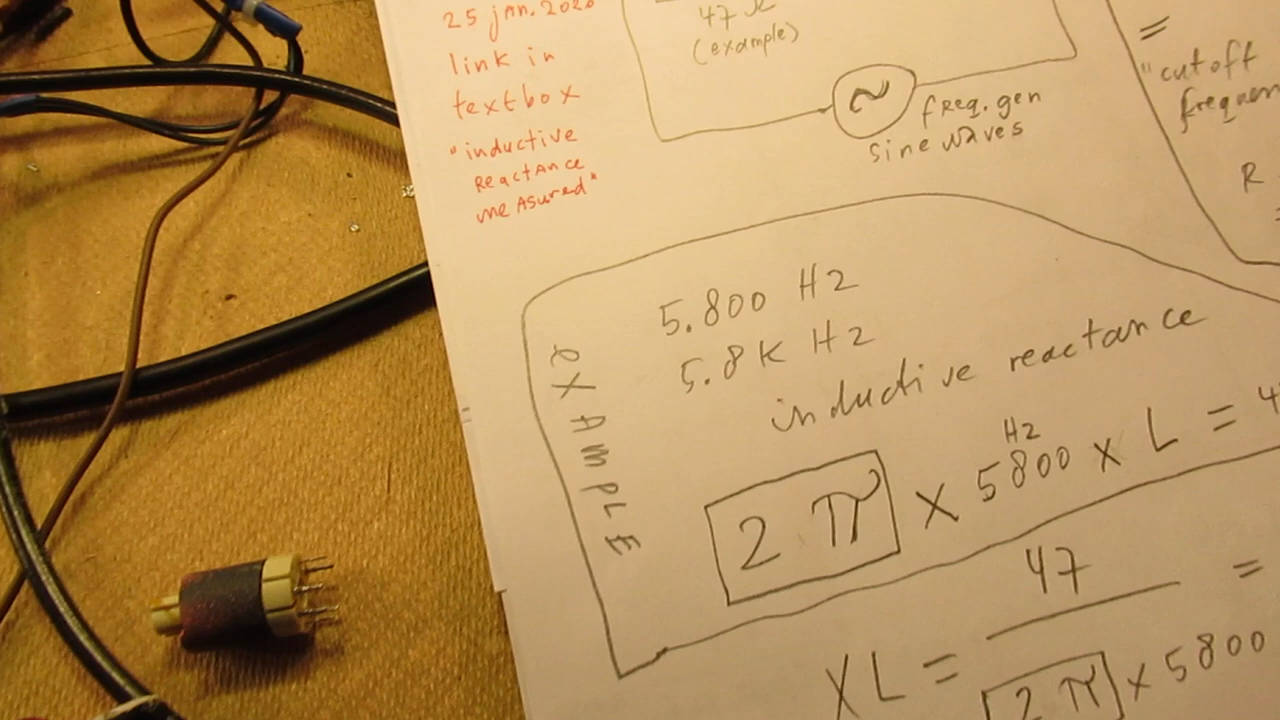 25 jan. 2020
link in
textbox
"inductive
ReactAnce
meAsured"
47 Ω
(example)
~
freq. gen
sine waves
=
"cutoff
R
eXAMPLE
5.800 Hz
5.8K Hz
inductive reactance
Hz
2 π x 5800 x L = 4
47
XL = =
2 π x 5800